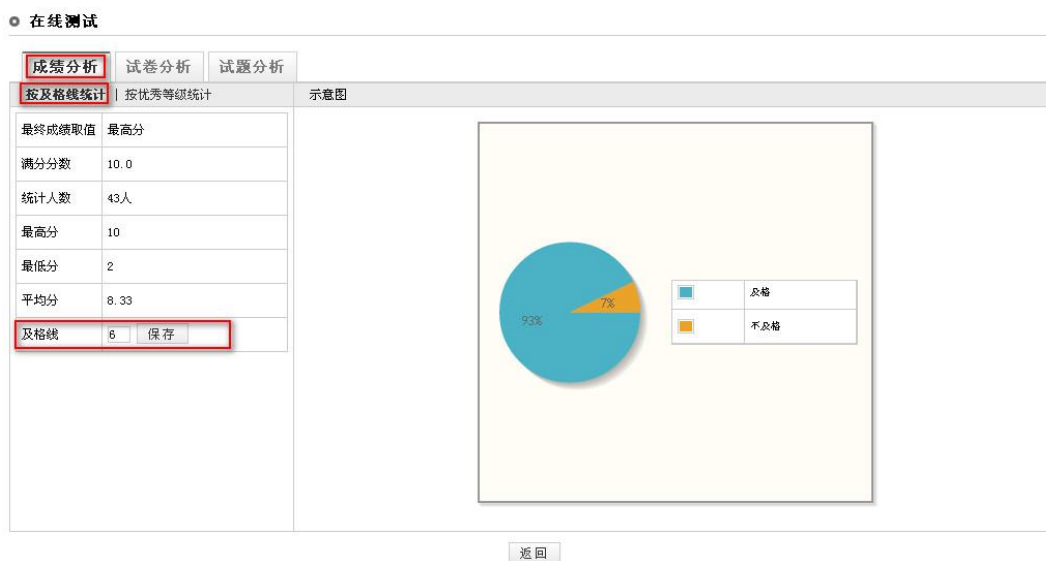 在线测试
成绩分析 试卷分析 试题分析
按及格线统计 | 按优秀等级统计 示意图
最终成绩取值 最高分
满分分数 10.0
统计人数 43人
最高分 10
最低分 2
平均分 8.33
及格线 6 保存
7%
93%
及格
不及格
返回